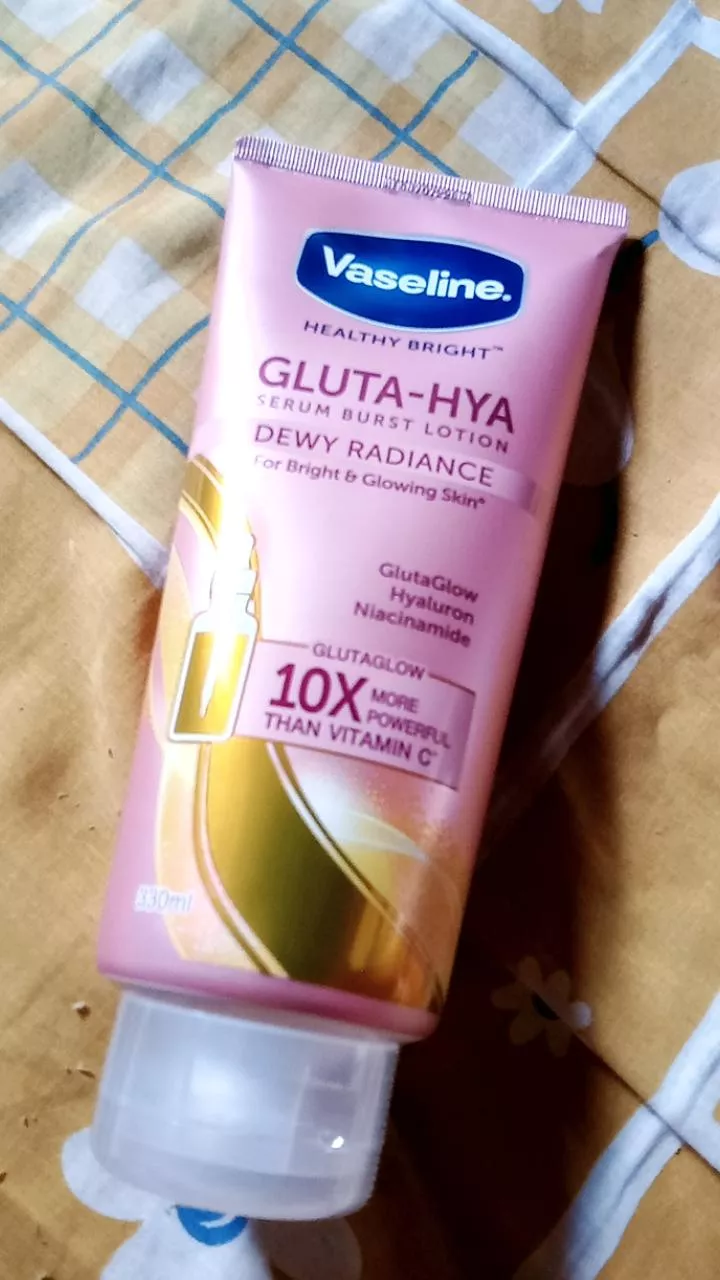 Vaseline.
HEALTHY BRIGHT™
GLUTA-HYA
SERUM BURST LOTION
DEWY RADIANCE
For Bright & Glowing Skin*
GlutaGlow
Hyaluron
Niacinamide
GLUTAGLOW
10X MORE
POWERFUL
THAN VITAMIN C*
330ml